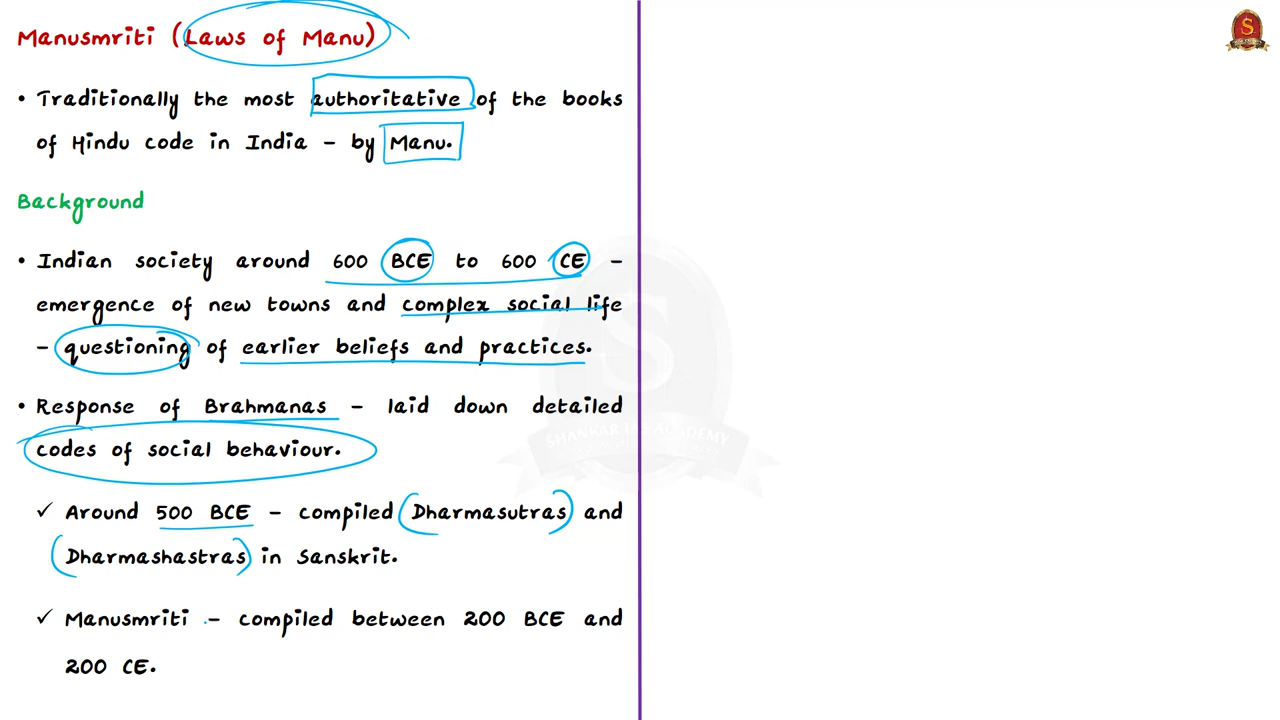 Manusmriti (Laws of Manu)
• Traditionally the most authoritative of the books
of Hindu code in India - by Manu.
Background
• Indian society around 600 BCE to 600 CE -
emergence of new towns and complex social life
- questioning of earlier beliefs and practices.
• Response of Brahmanas - laid down detailed
codes of social behaviour.
✓ Around 500 BCE - compiled Dharmasutras and
Dharmashastras in Sanskrit.
✓ Manusmriti - compiled between 200 BCE and
200 CE.
SHANKAR IAS ACADEMY
S